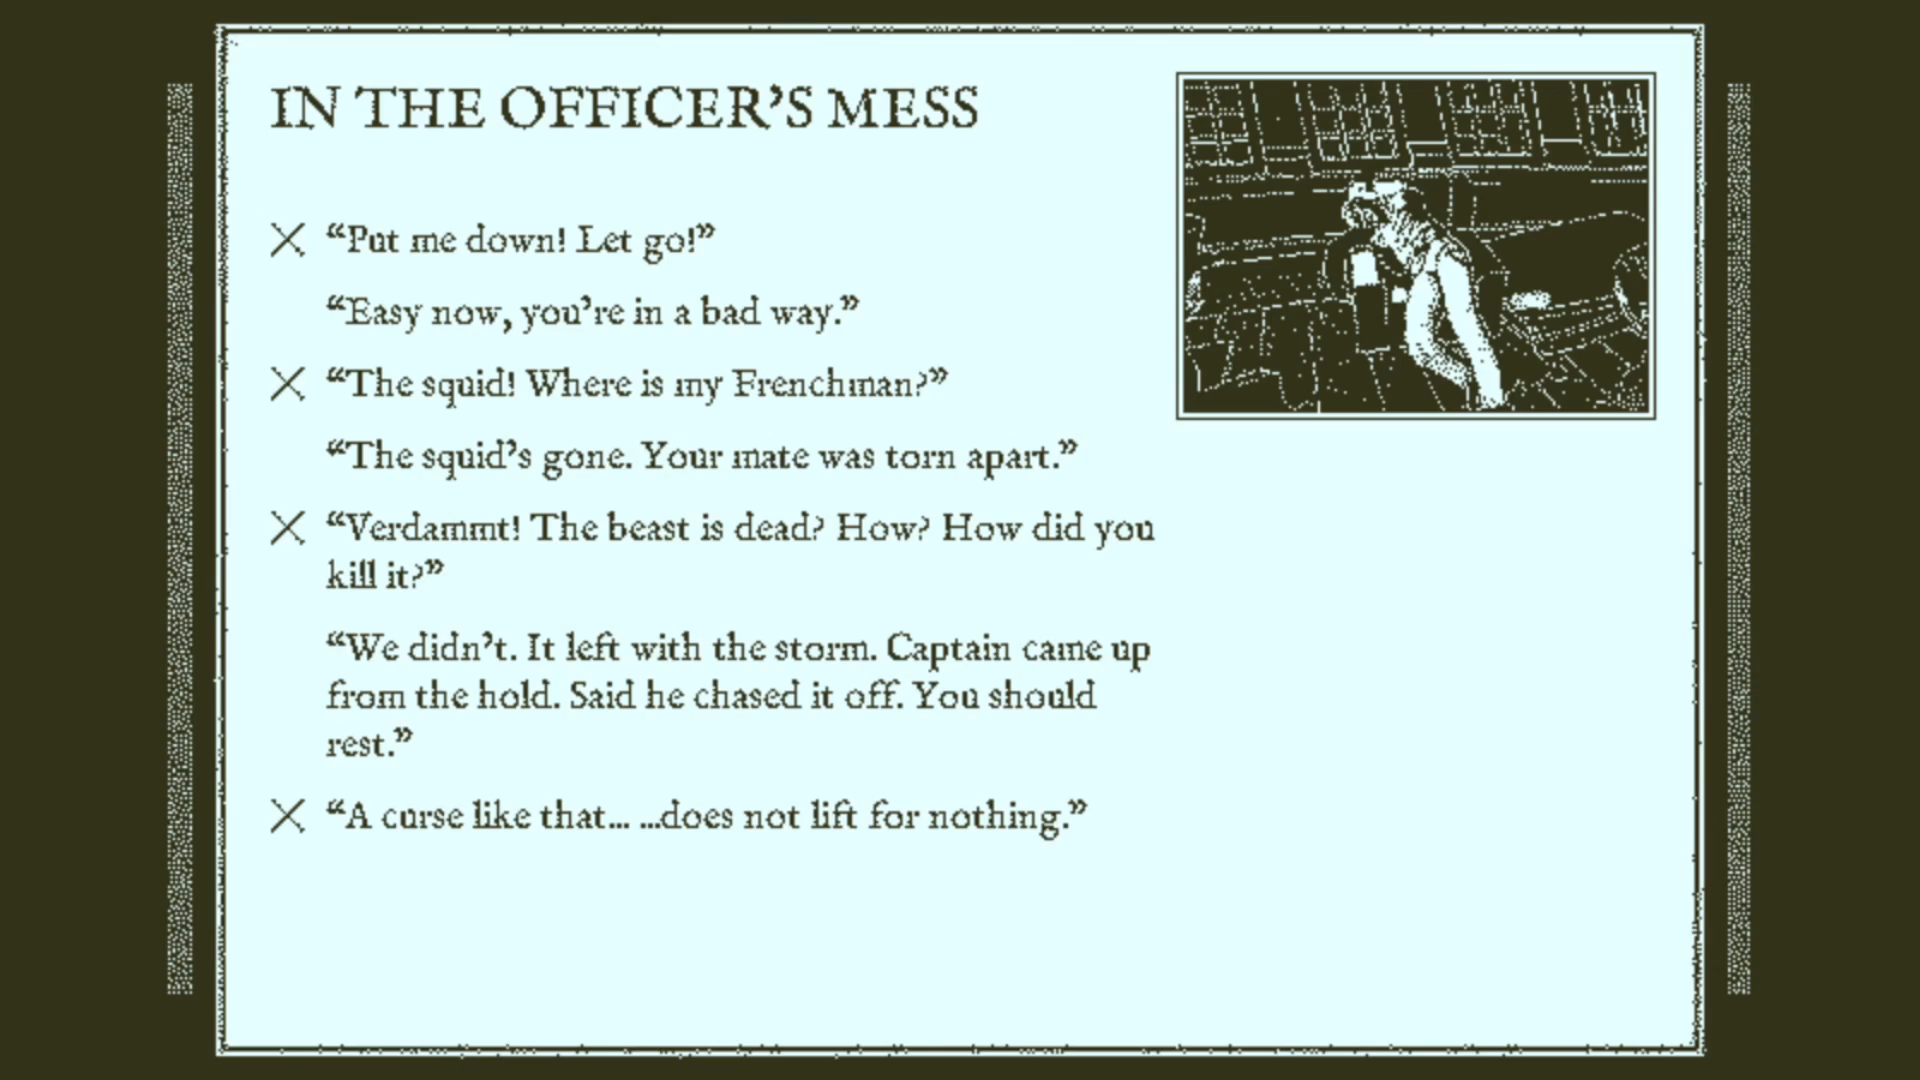 IN THE OFFICER’S MESS
“Put me down! Let go!”
“Easy now, you’re in a bad way.”
“The squid! Where is my Frenchman?”
“The squid’s gone. Your mate was torn apart.”
“Verdammt! The beast is dead? How? How did you
kill it?”
“We didn’t. It left with the storm. Captain came up
from the hold. Said he chased it off. You should
rest.”
“A curse like that... ...does not lift for nothing.”